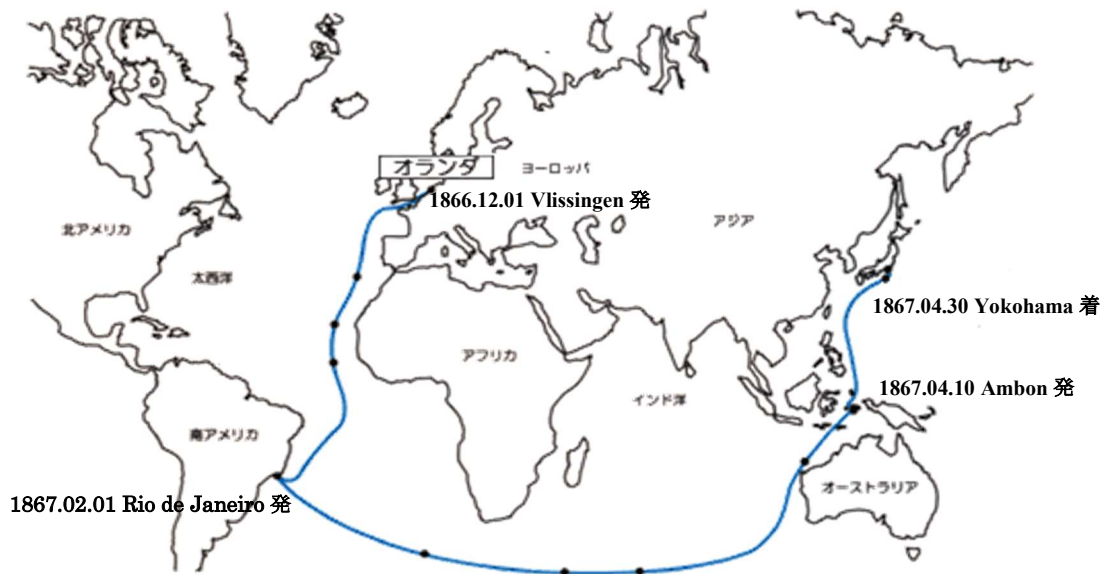 オランダ
ヨーロッパ
1866.12.01 Vlissingen 発
北アメリカ
アジア
太西洋
1867.04.30 Yokohama 着
アフリカ
1867.04.10 Ambon 発
インド洋
南アメリカ
オーストラリア
1867.02.01 Rio de Janeiro 発